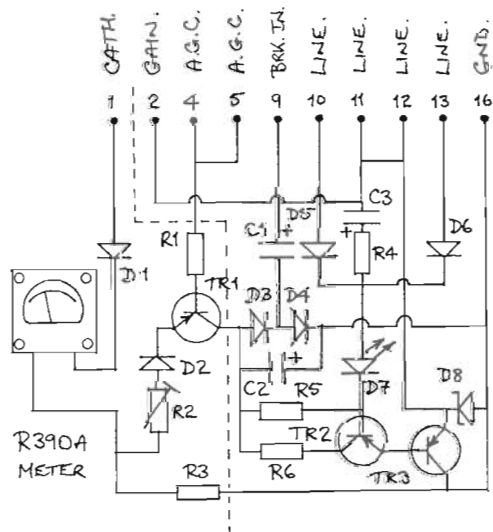 CATH. GAIN. A.G.C. A.G.C. BRK.IN. LINE. LINE. LINE. LINE. GND.
1 2 4 5 9 10 11 12 13 16
C3
C1 D5 D6
R1 R4
D1 TR1 D3 D4
D2 C2 R5 D7 D8
R2 TR2
R390A
METER R3 R6 TR3